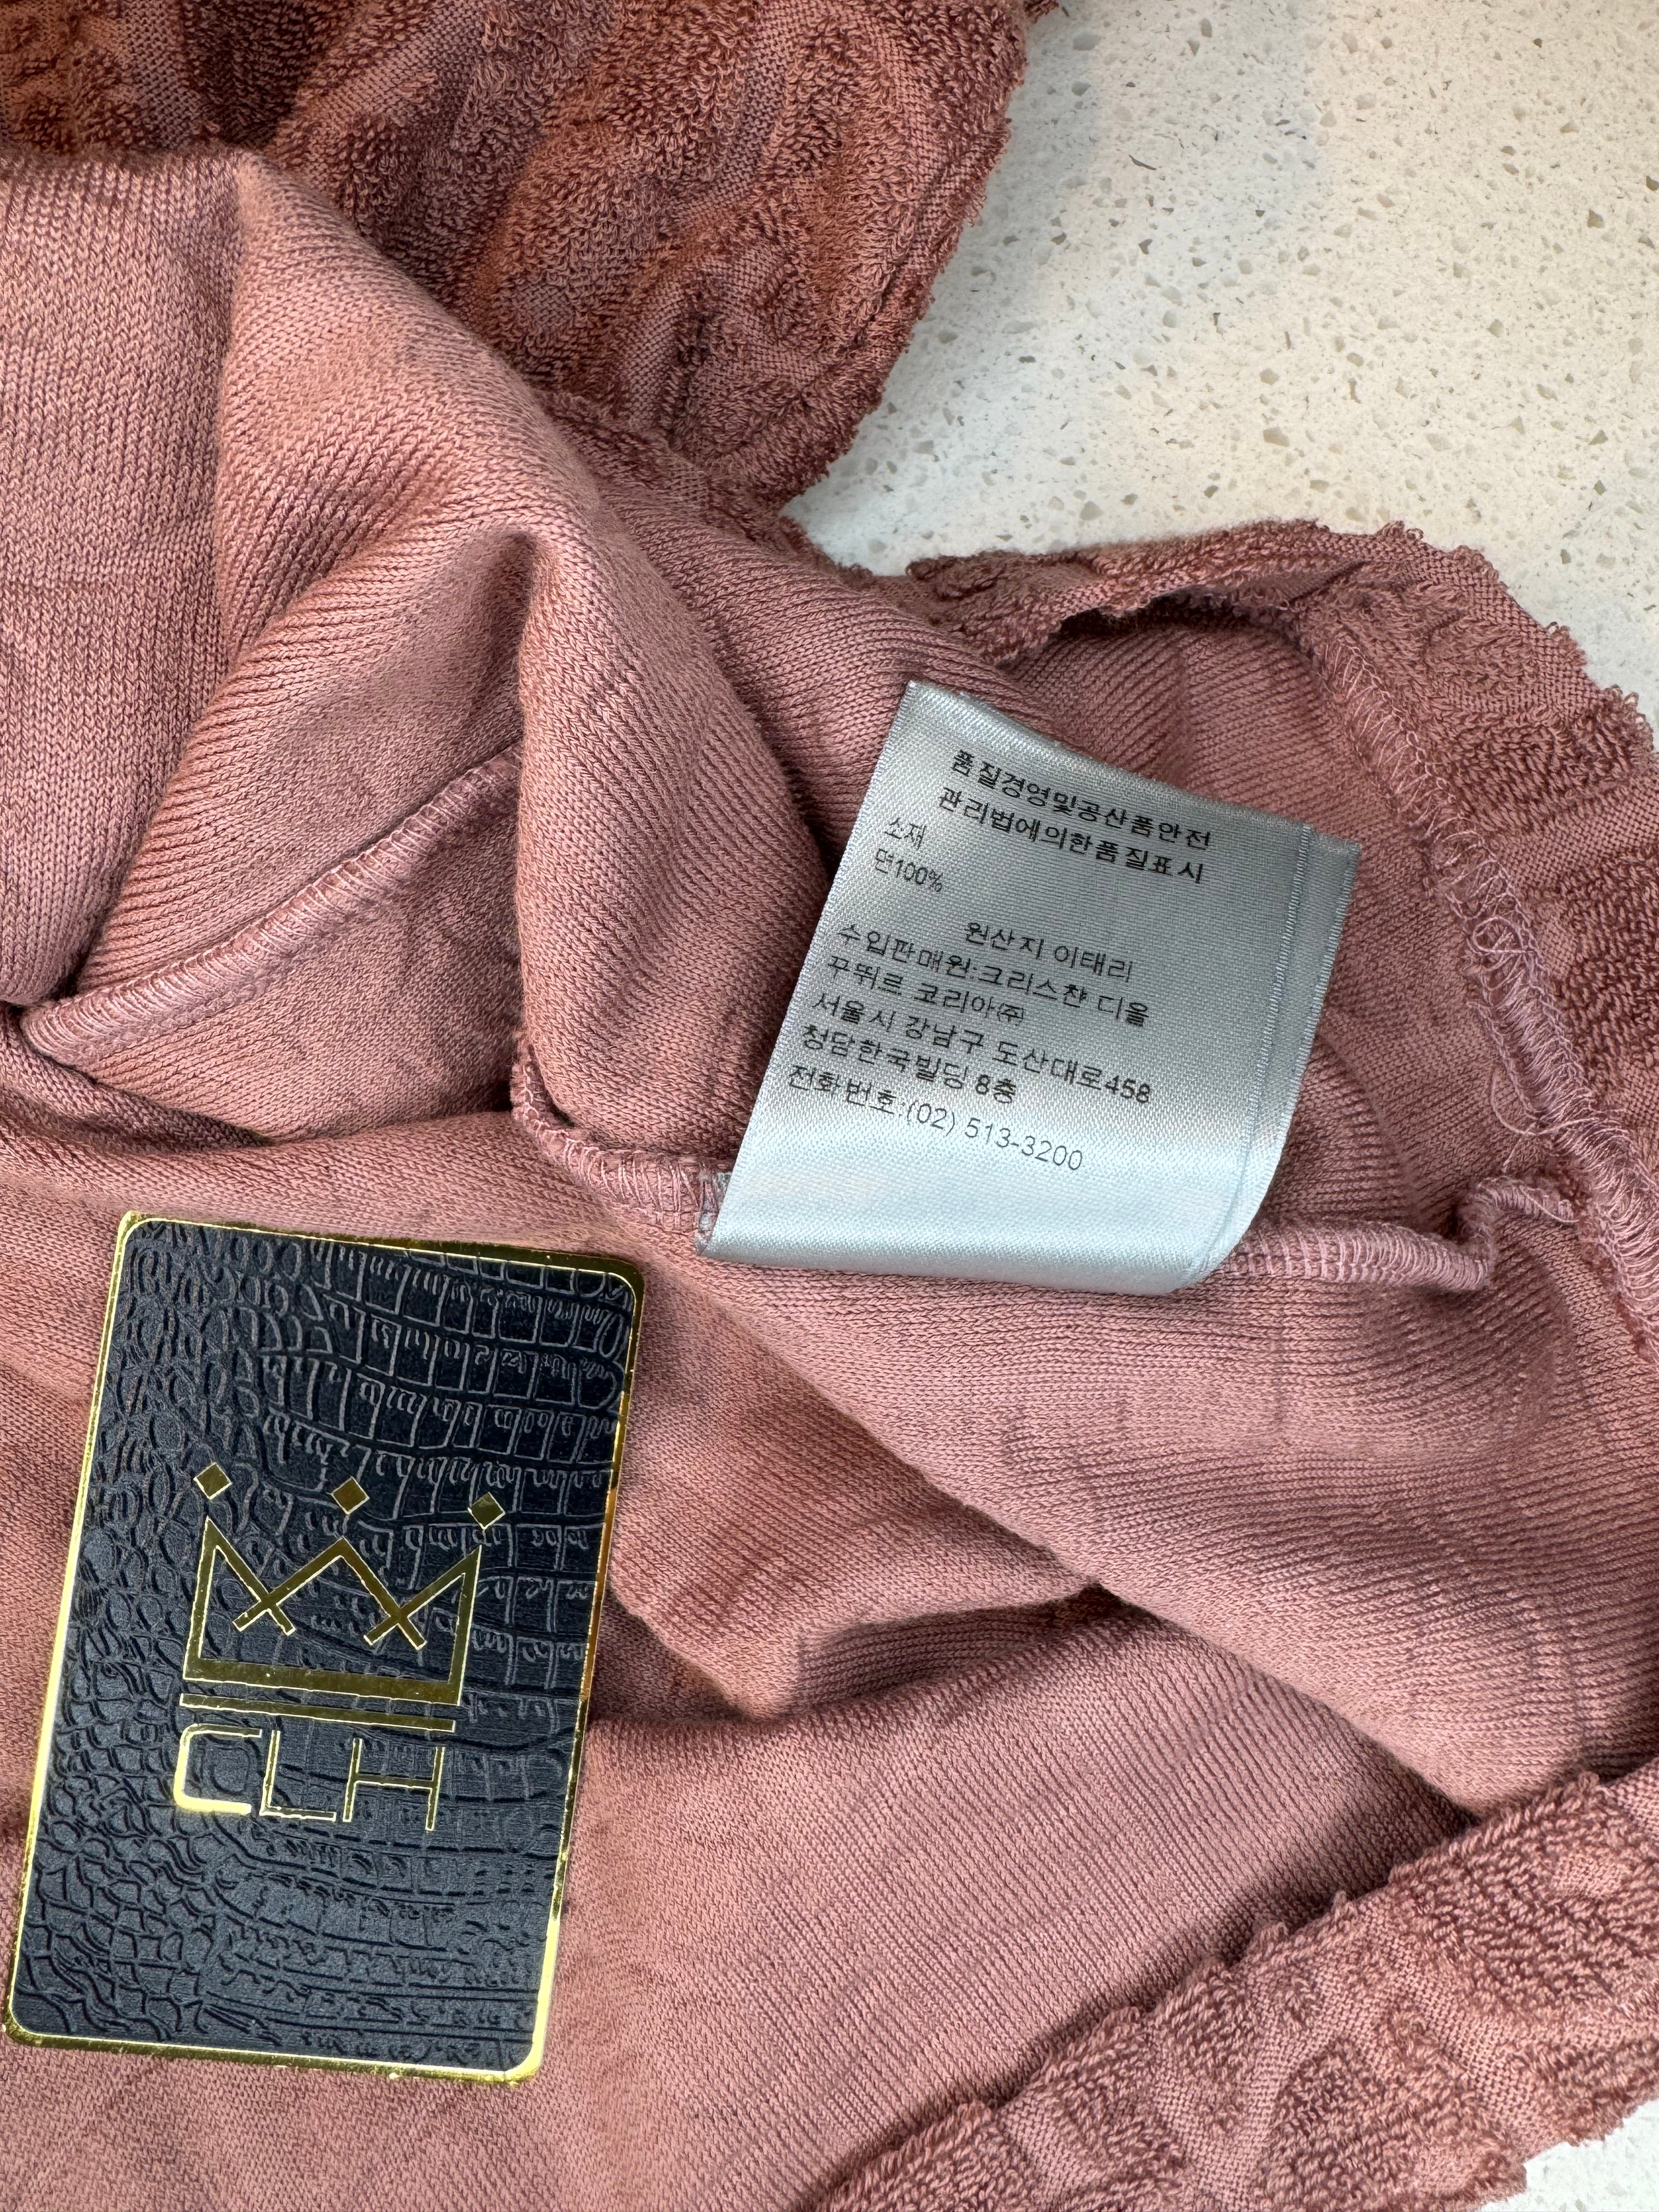 품질경영및공산품안전
관리법에의한품질표시
소재
면100%
원산지 이태리
수입판매원:크리스챤 디올
꾸뛰르 코리아㈜
서울시 강남구 도산대로458
청담한국빌딩 8층
전화번호:(02) 513-3200
CLH